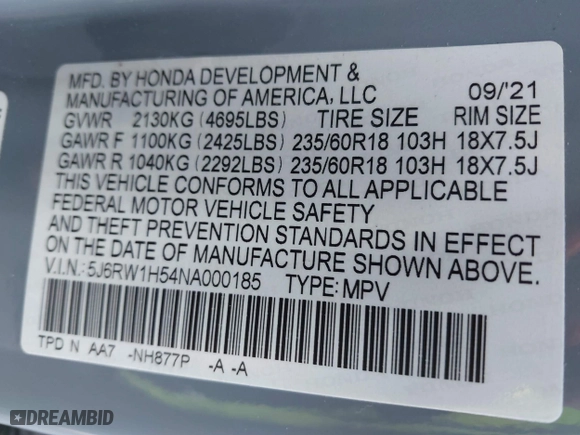 MFD. BY HONDA DEVELOPMENT &
MANUFACTURING OF AMERICA, LLC 09/'21
GVWR 2130KG (4695LBS) TIRE SIZE RIM SIZE
GAWR F 1100KG (2425LBS) 235/60R18 103H 18X7.5J
GAWR R 1040KG (2292LBS) 235/60R18 103H 18X7.5J
THIS VEHICLE CONFORMS TO ALL APPLICABLE
FEDERAL MOTOR VEHICLE SAFETY
AND THEFT PREVENTION STANDARDS IN EFFECT
ON THE DATE OF MANUFACTURE SHOWN ABOVE.
V.I.N.:5J6RW1H54NA000185 TYPE:MPV
TPD N AA7 -NH877P -A -A
DREAMBID